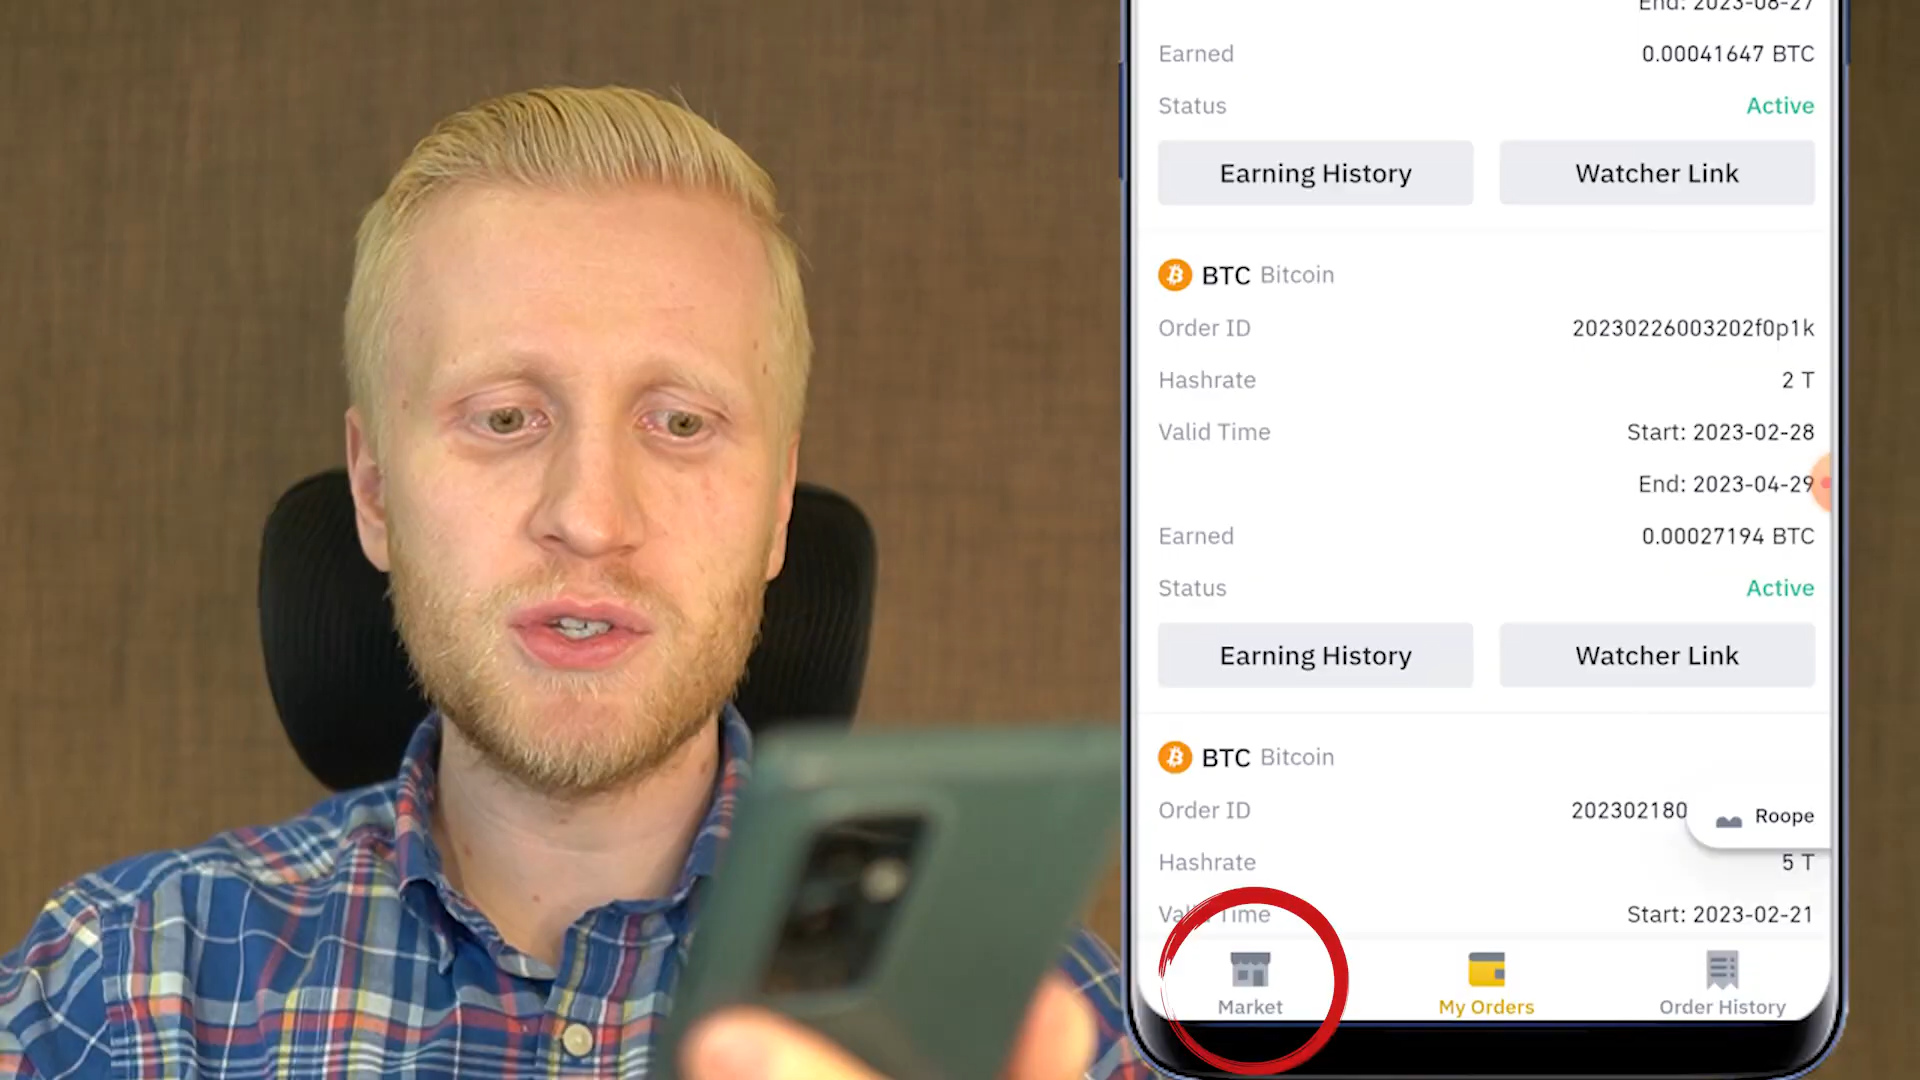 End: 2023-08-27
Earned 0.00041647 BTC
Status Active
Earning History Watcher Link
BTC Bitcoin
Order ID 20230226003202f0p1k
Hashrate 2 T
Valid Time Start: 2023-02-28
End: 2023-04-29
Earned 0.00027194 BTC
Status Active
Earning History Watcher Link
BTC Bitcoin
Order ID 202302180
Roope
Hashrate 5 T
Valid Time Start: 2023-02-21
Market My Orders Order History